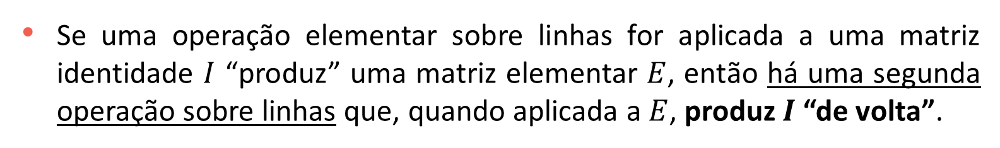 • Se uma operação elementar sobre linhas for aplicada a uma matriz
identidade I “produz” uma matriz elementar E, então há uma segunda
operação sobre linhas que, quando aplicada a E, produz I “de volta”.